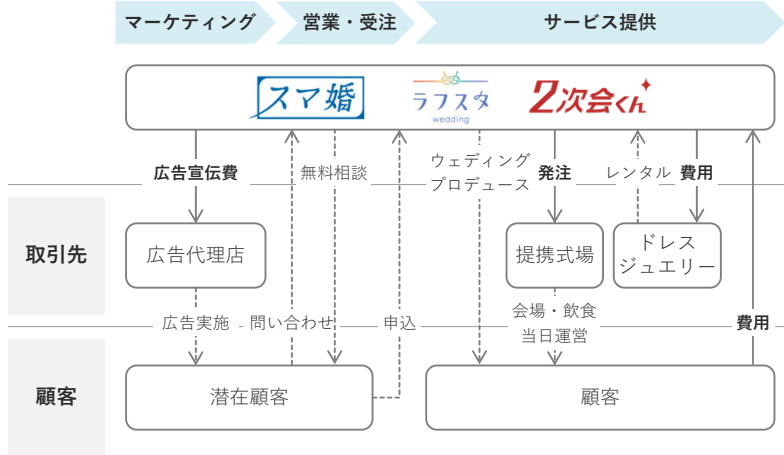 マーケティング
営業・受注
サービス提供
スマ婚
ラフスタ
wedding
2次会くん
広告宣伝費
無料相談
ウェディング
プロデュース
発注
レンタル
費用
取引先
広告代理店
提携式場
ドレス
ジュエリー
広告実施
問い合わせ
申込
会場・飲食
当日運営
費用
顧客
潜在顧客
顧客